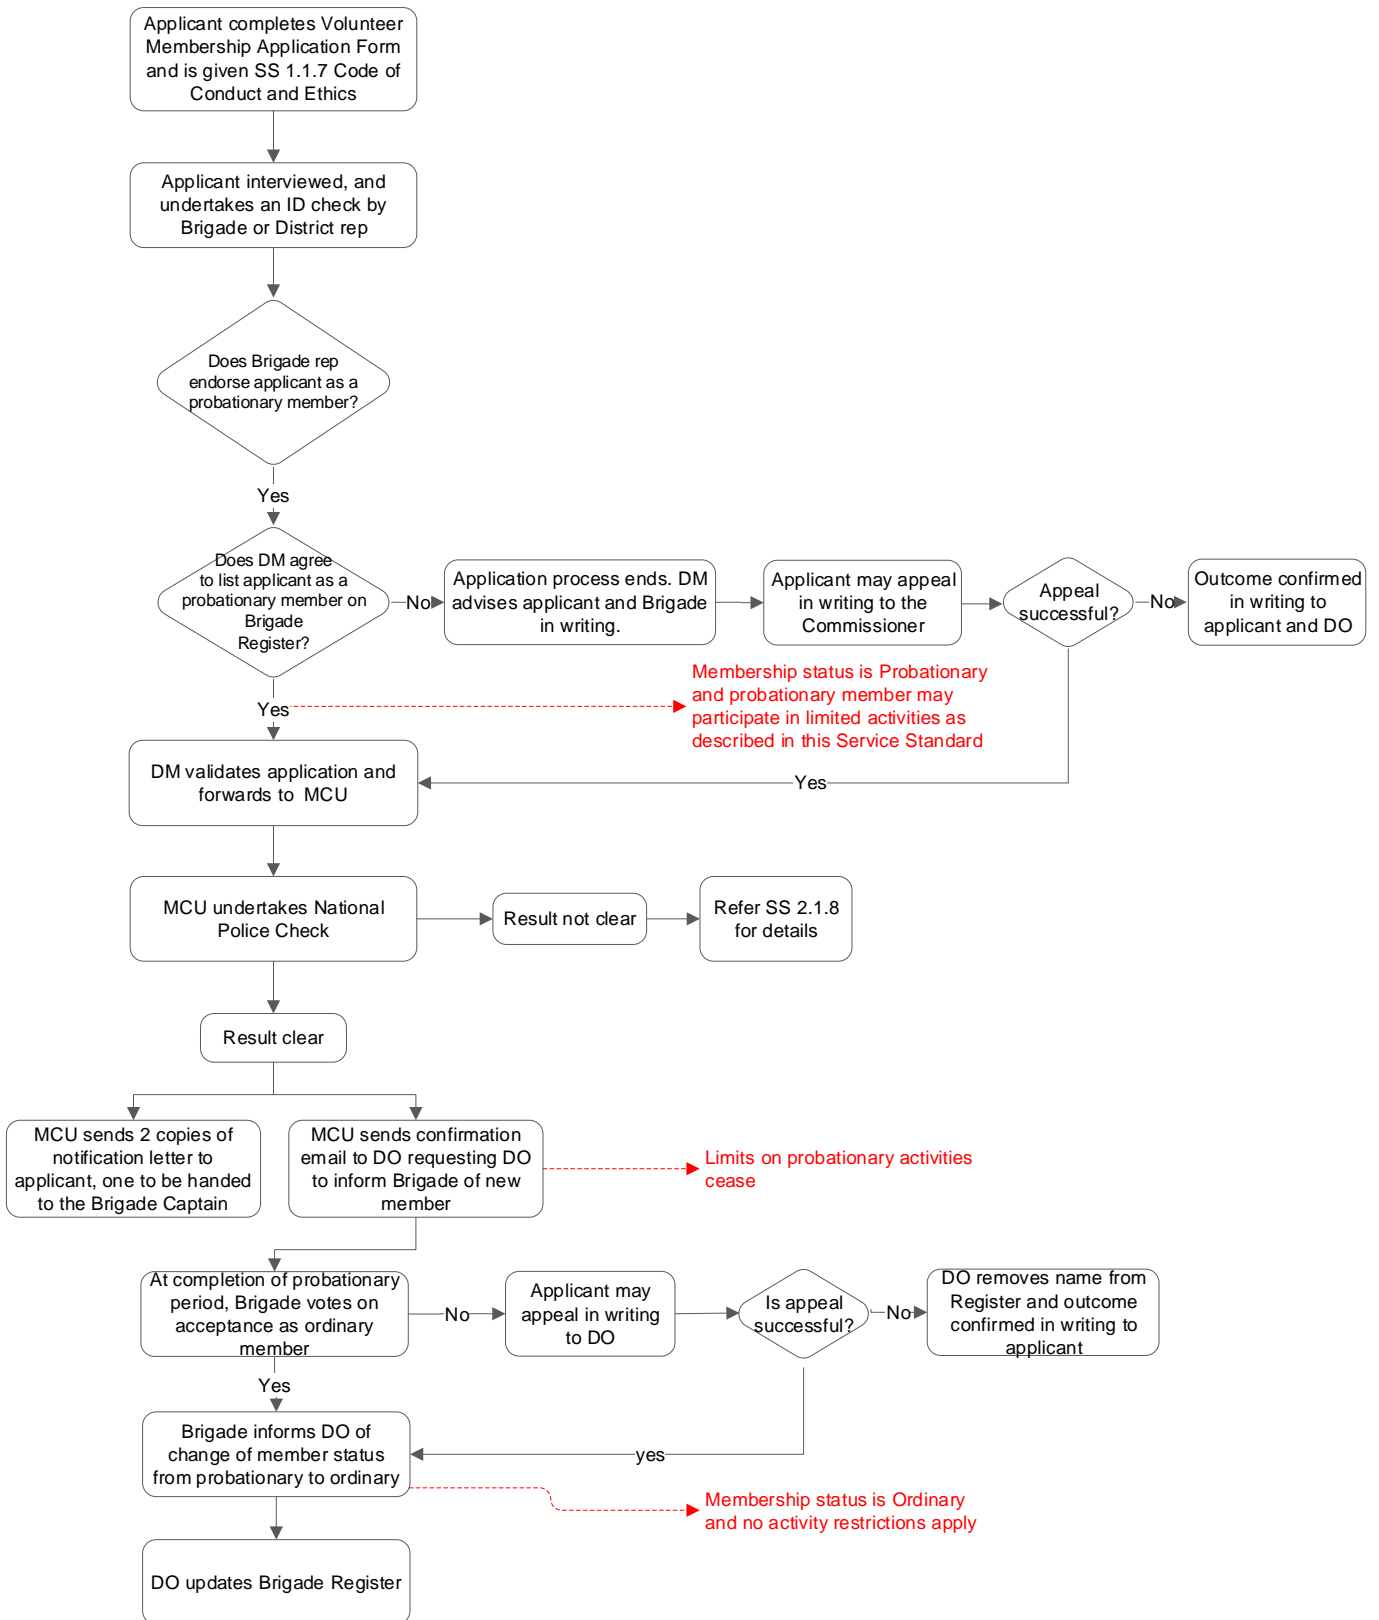 Applicant completes Volunteer
Membership Application Form
and is given SS 1.1.7 Code of
Conduct and Ethics
Applicant interviewed, and
undertakes an ID check by
Brigade or District rep
Does Brigade rep
endorse applicant as a
probationary member?
Yes
Does DM agree
to list applicant as a
probationary member on
Brigade
Register?
No
Application process ends. DM
advises applicant and Brigade
in writing.
Applicant may appeal
in writing to the
Commissioner
Appeal
successful?
No
Outcome confirmed
in writing to
applicant and DO
Membership status is Probationary
and probationary member may
participate in limited activities as
described in this Service Standard
Yes
DM validates application and
forwards to MCU
Yes
MCU undertakes National
Police Check
Result not clear
Refer SS 2.1.8
for details
Result clear
MCU sends 2 copies of
notification letter to
applicant, one to be handed
to the Brigade Captain
MCU sends confirmation
email to DO requesting DO
to inform Brigade of new
member
Limits on probationary activities
cease
At completion of probationary
period, Brigade votes on
acceptance as ordinary
member
No
Applicant may
appeal in writing
to DO
Is appeal
successful?
No
DO removes name from
Register and outcome
confirmed in writing to
applicant
Yes
Brigade informs DO of
change of member status
from probationary to ordinary
yes
Membership status is Ordinary
and no activity restrictions apply
DO updates Brigade Register